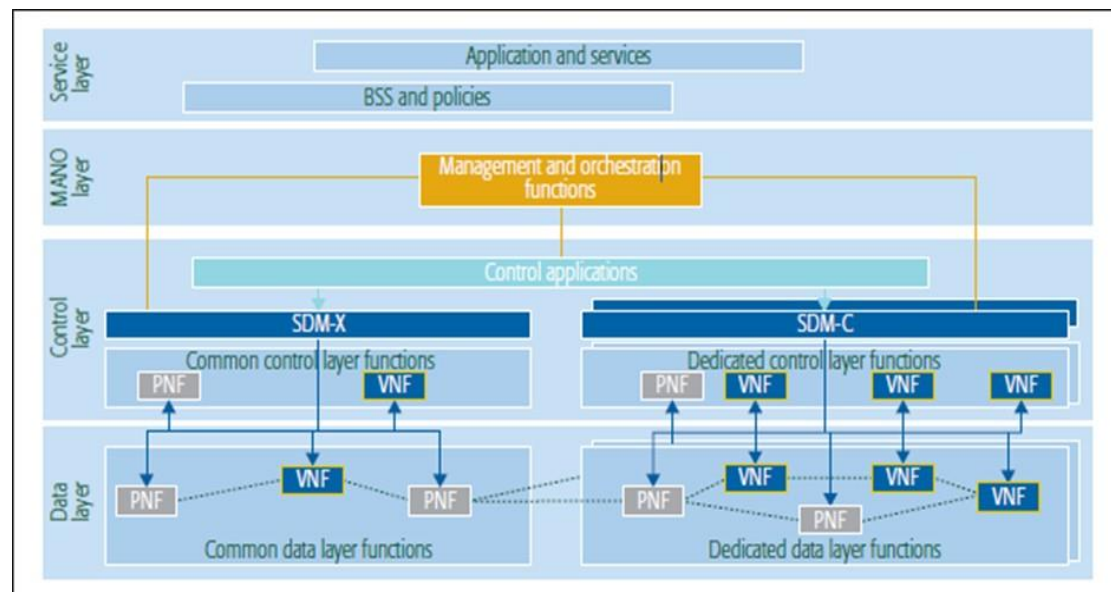 Service
layer
Application and services
BSS and policies
MANO
layer
Management and orchestration
functions
Control
layer
Control applications
SDM-X
SDM-C
Common control layer functions
Dedicated control layer functions
PNF
VNF
PNF
VNF
VNF
VNF
Data
layer
PNF
VNF
PNF
PNF
VNF
PNF
VNF
VNF
Common data layer functions
Dedicated data layer functions